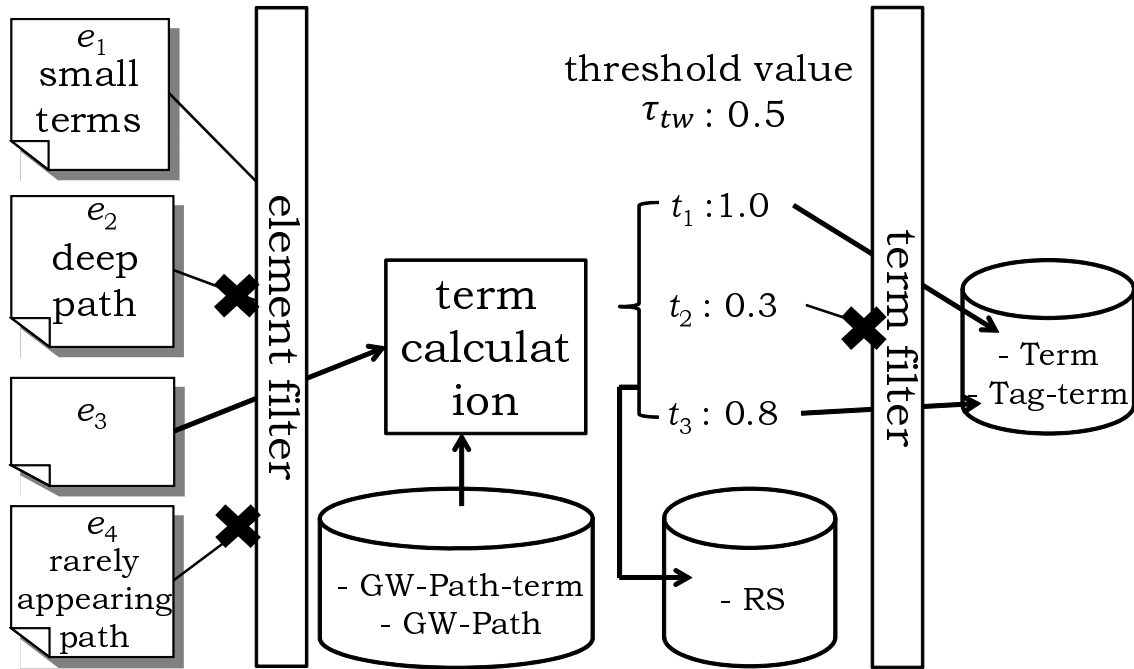 e1
small
terms
e2
deep
path
e3
e4
rarely
appearing
path
element filter
term
calculat
ion
- GW-Path-term
- GW-Path
threshold value
τtw : 0.5
t1 :1.0
t2 : 0.3
t3 : 0.8
- RS
term filter
- Term
- Tag-term